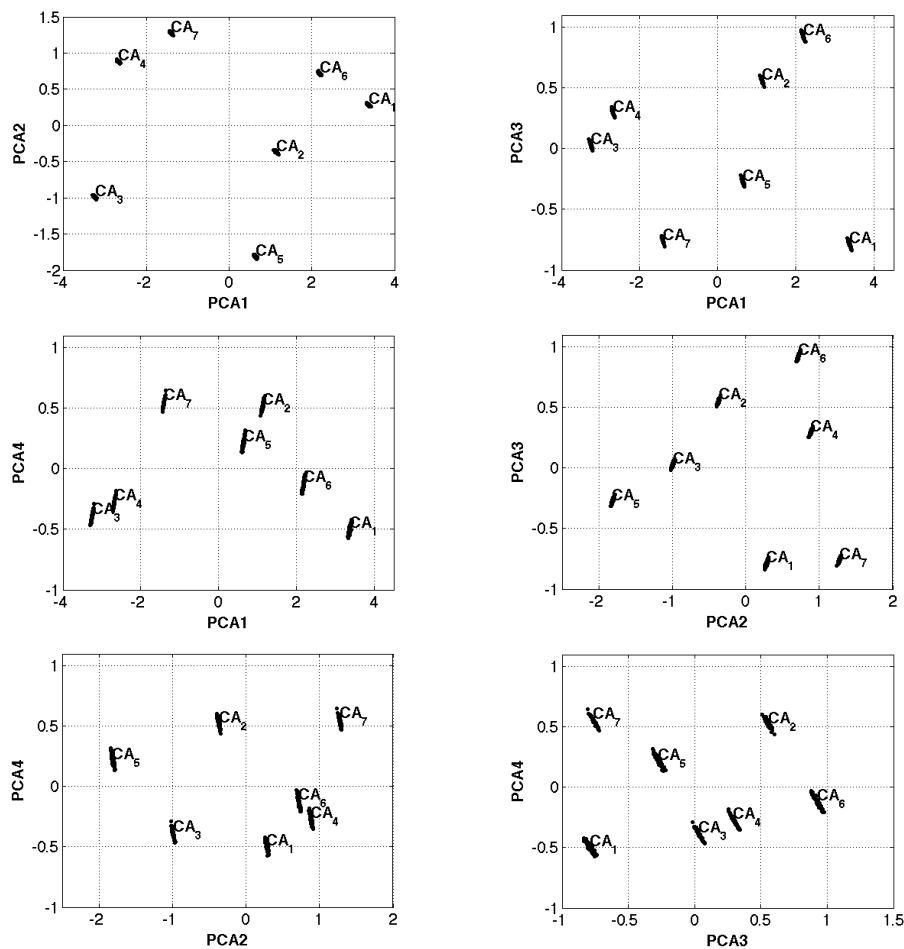 1.5
1
0.5
0
-0.5
-1
-1.5
-2
PCA2
CA₇
CA₄
CA₆
CA₁
CA₂
CA₃
CA₅
-4 -2 0 2 4
PCA1
1
0.5
0
-0.5
-1
PCA3
CA₆
CA₂
CA₄
CA₃
CA₅
CA₇
CA₁
-4 -2 0 2 4
PCA1
1
0.5
0
-0.5
-1
PCA4
CA₇
CA₂
CA₅
CA₆
CA₄
CA₃
CA₁
-4 -2 0 2 4
PCA1
1
0.5
0
-0.5
-1
PCA3
CA₆
CA₂
CA₄
CA₃
CA₅
CA₁
CA₇
-2 -1 0 1 2
PCA2
1
0.5
0
-0.5
-1
PCA4
CA₂
CA₇
CA₅
CA₆
CA₄
CA₃
CA₁
-2 -1 0 1 2
PCA2
1
0.5
0
-0.5
-1
PCA4
CA₇
CA₂
CA₅
CA₆
CA₄
CA₃
CA₁
-1 -0.5 0 0.5 1 1.5
PCA3